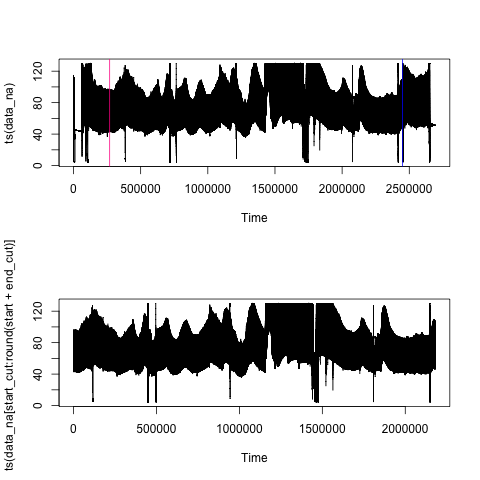 ts(data_na)
0 40 80 120
0 500000 1000000 1500000 2000000 2500000
Time
ts(data_na[start_cut:round(start + end_cut)]
0 40 80 120
0 500000 1000000 1500000 2000000
Time